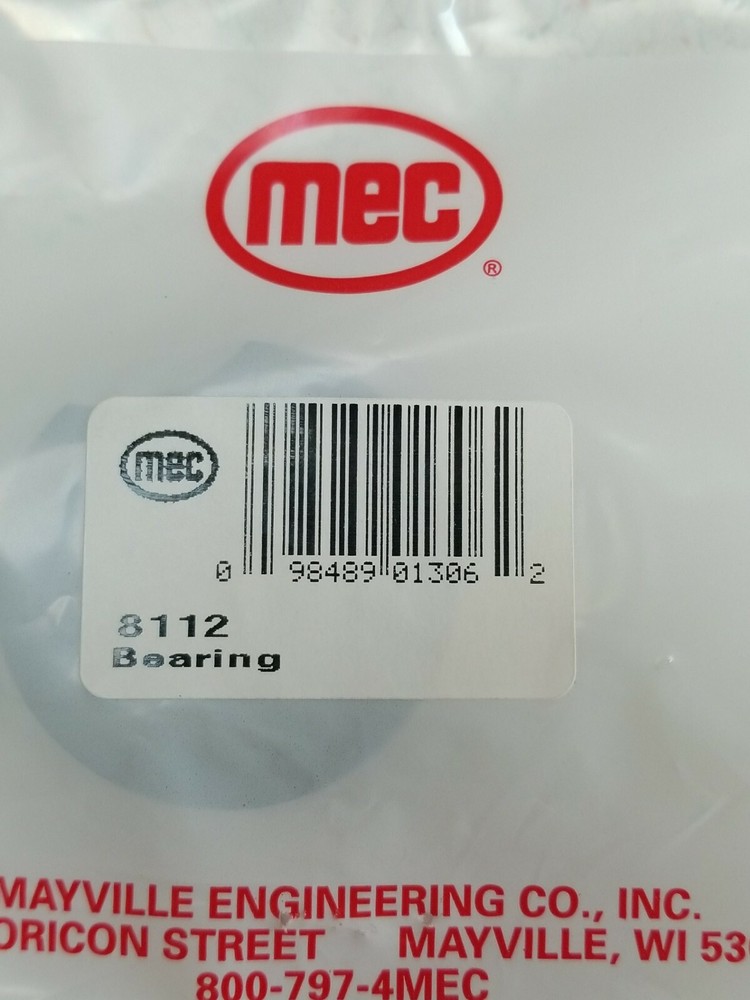 mec
®
mec
0 98489 01306 2
8112
Bearing
MAYVILLE ENGINEERING CO., INC.
ORICON STREET MAYVILLE, WI 53
800-797-4MEC